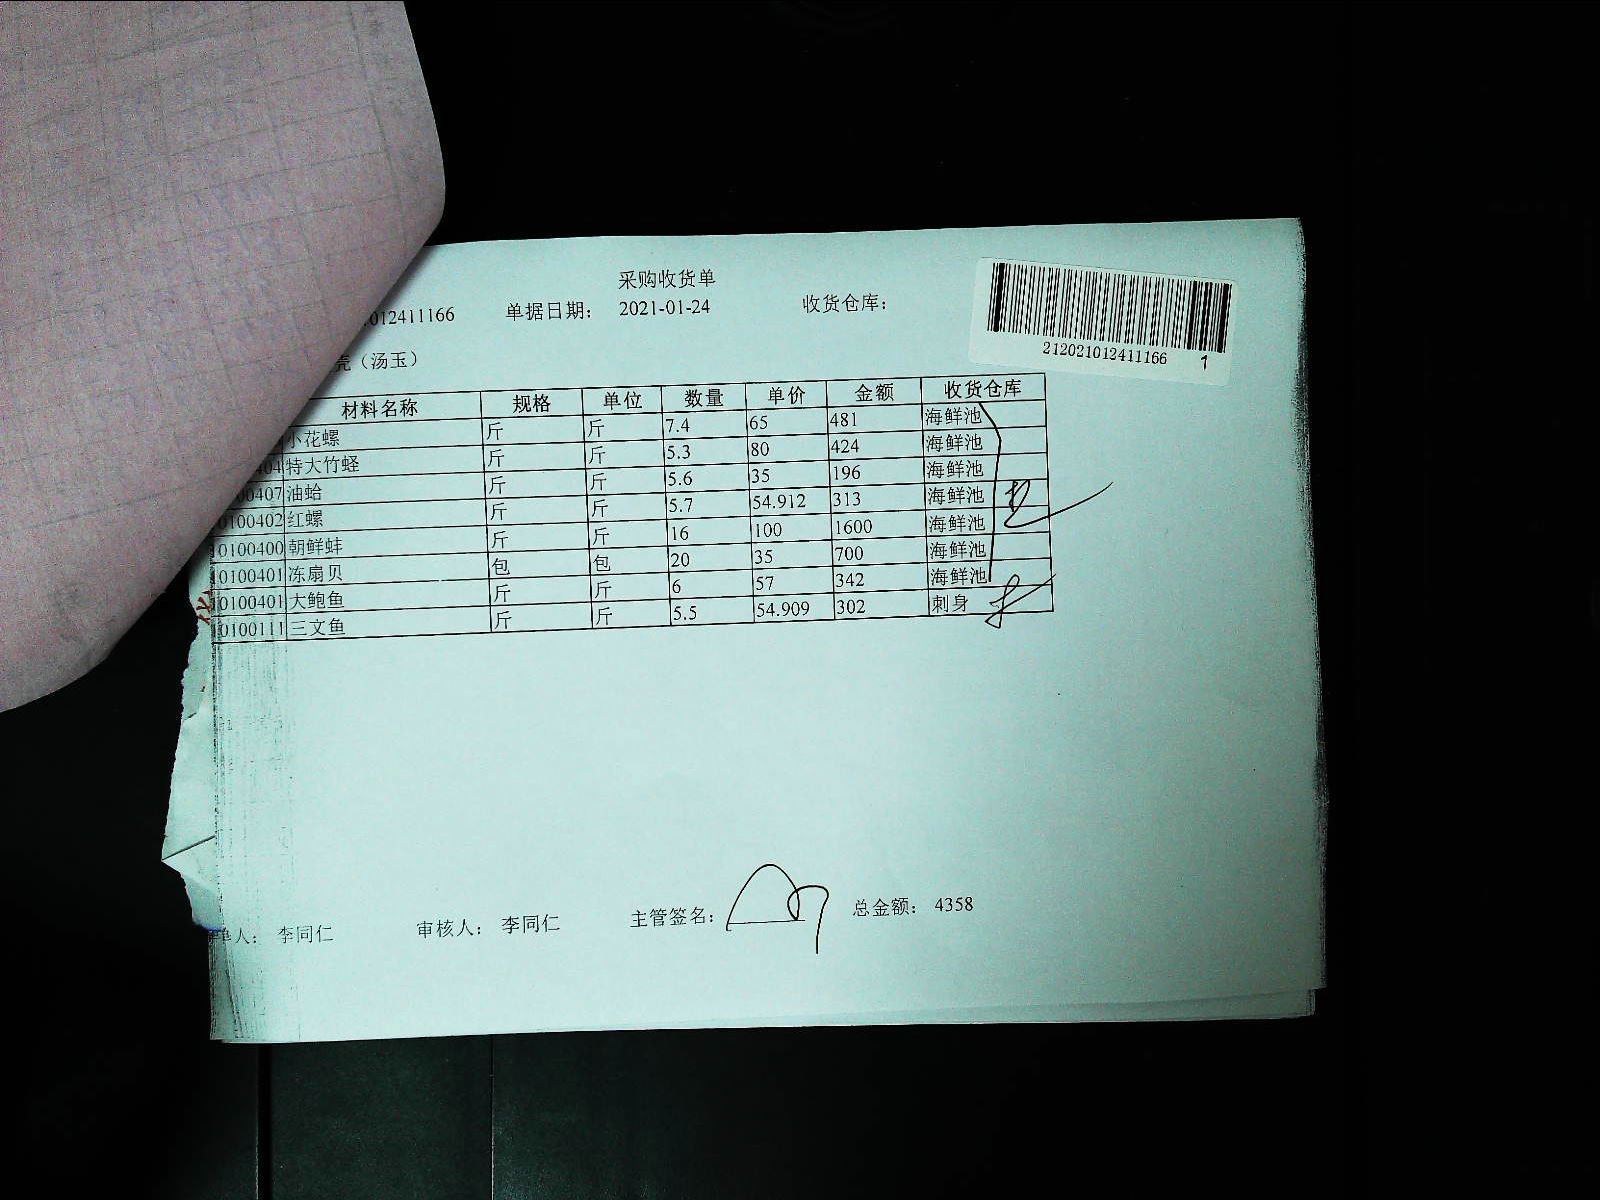 采购收货单
012411166 单据日期： 2021-01-24 收货仓库：
212021012411166 1
壳（汤玉）
材料名称 规格 单位 数量 单价 金额 收货仓库
小花螺 斤 斤 7.4 65 481 海鲜池
404 特大竹蛏 斤 斤 5.3 80 424 海鲜池
00407 油蛤 斤 斤 5.6 35 196 海鲜池
0100402 红螺 斤 斤 5.7 54.912 313 海鲜池
0100400 朝鲜蚌 斤 斤 16 100 1600 海鲜池
0100401 冻扇贝 包 包 20 35 700 海鲜池
0100401 大鲍鱼 斤 斤 6 57 342 海鲜池
0100111 三文鱼 斤 斤 5.5 54.909 302 刺身
单人： 李同仁 审核人： 李同仁 主管签名： 总金额： 4358